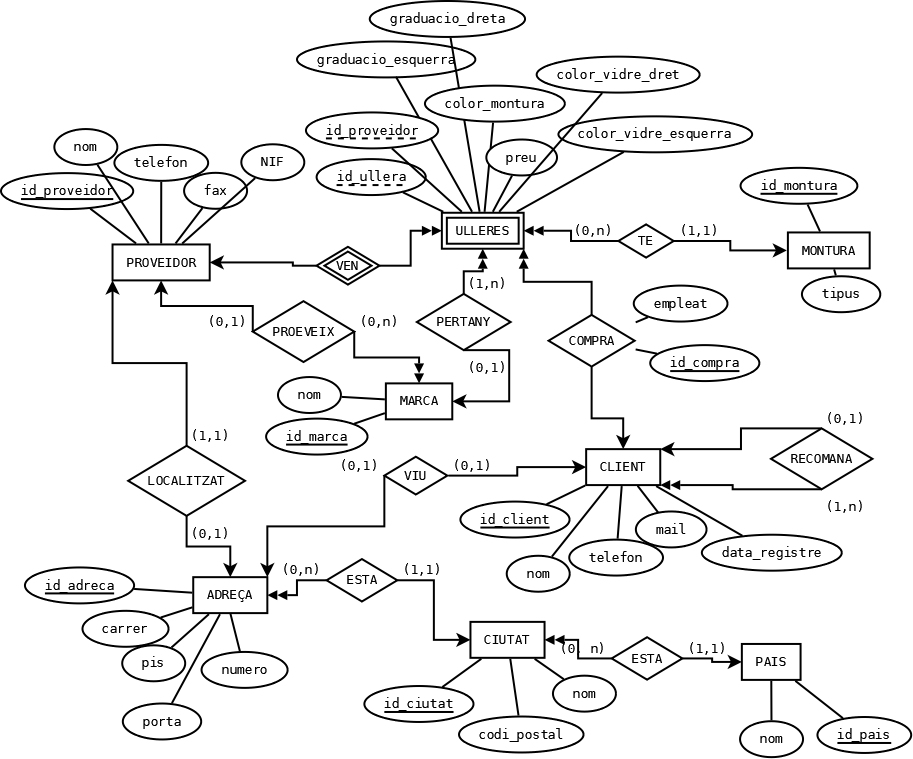 graduacio_dreta
graduacio_esquerra
color_vidre_dret
color_montura
id_proveidor
color_vidre_esquerra
nom
telefon
NIF
preu
id_ullera
id_proveidor
fax
id_montura
ULLERES
(0,n)
TE
(1,1)
MONTURA
PROVEIDOR
VEN
(1,n)
tipus
empleat
(0,1)
PROEVEIX
(0,n)
PERTANY
COMPRA
(0,1)
id_compra
nom
MARCA
id_marca
(0,1)
(1,1)
RECOMANA
(0,1)
VIU
(0,1)
CLIENT
LOCALITZAT
(1,n)
id_client
mail
(0,1)
nom
telefon
data_registre
(0,n)
ESTA
(1,1)
id_adreca
ADREÇA
carrer
CIUTAT
(0, n)
ESTA
(1,1)
PAIS
pis
numero
id_ciutat
nom
porta
codi_postal
nom
id_pais